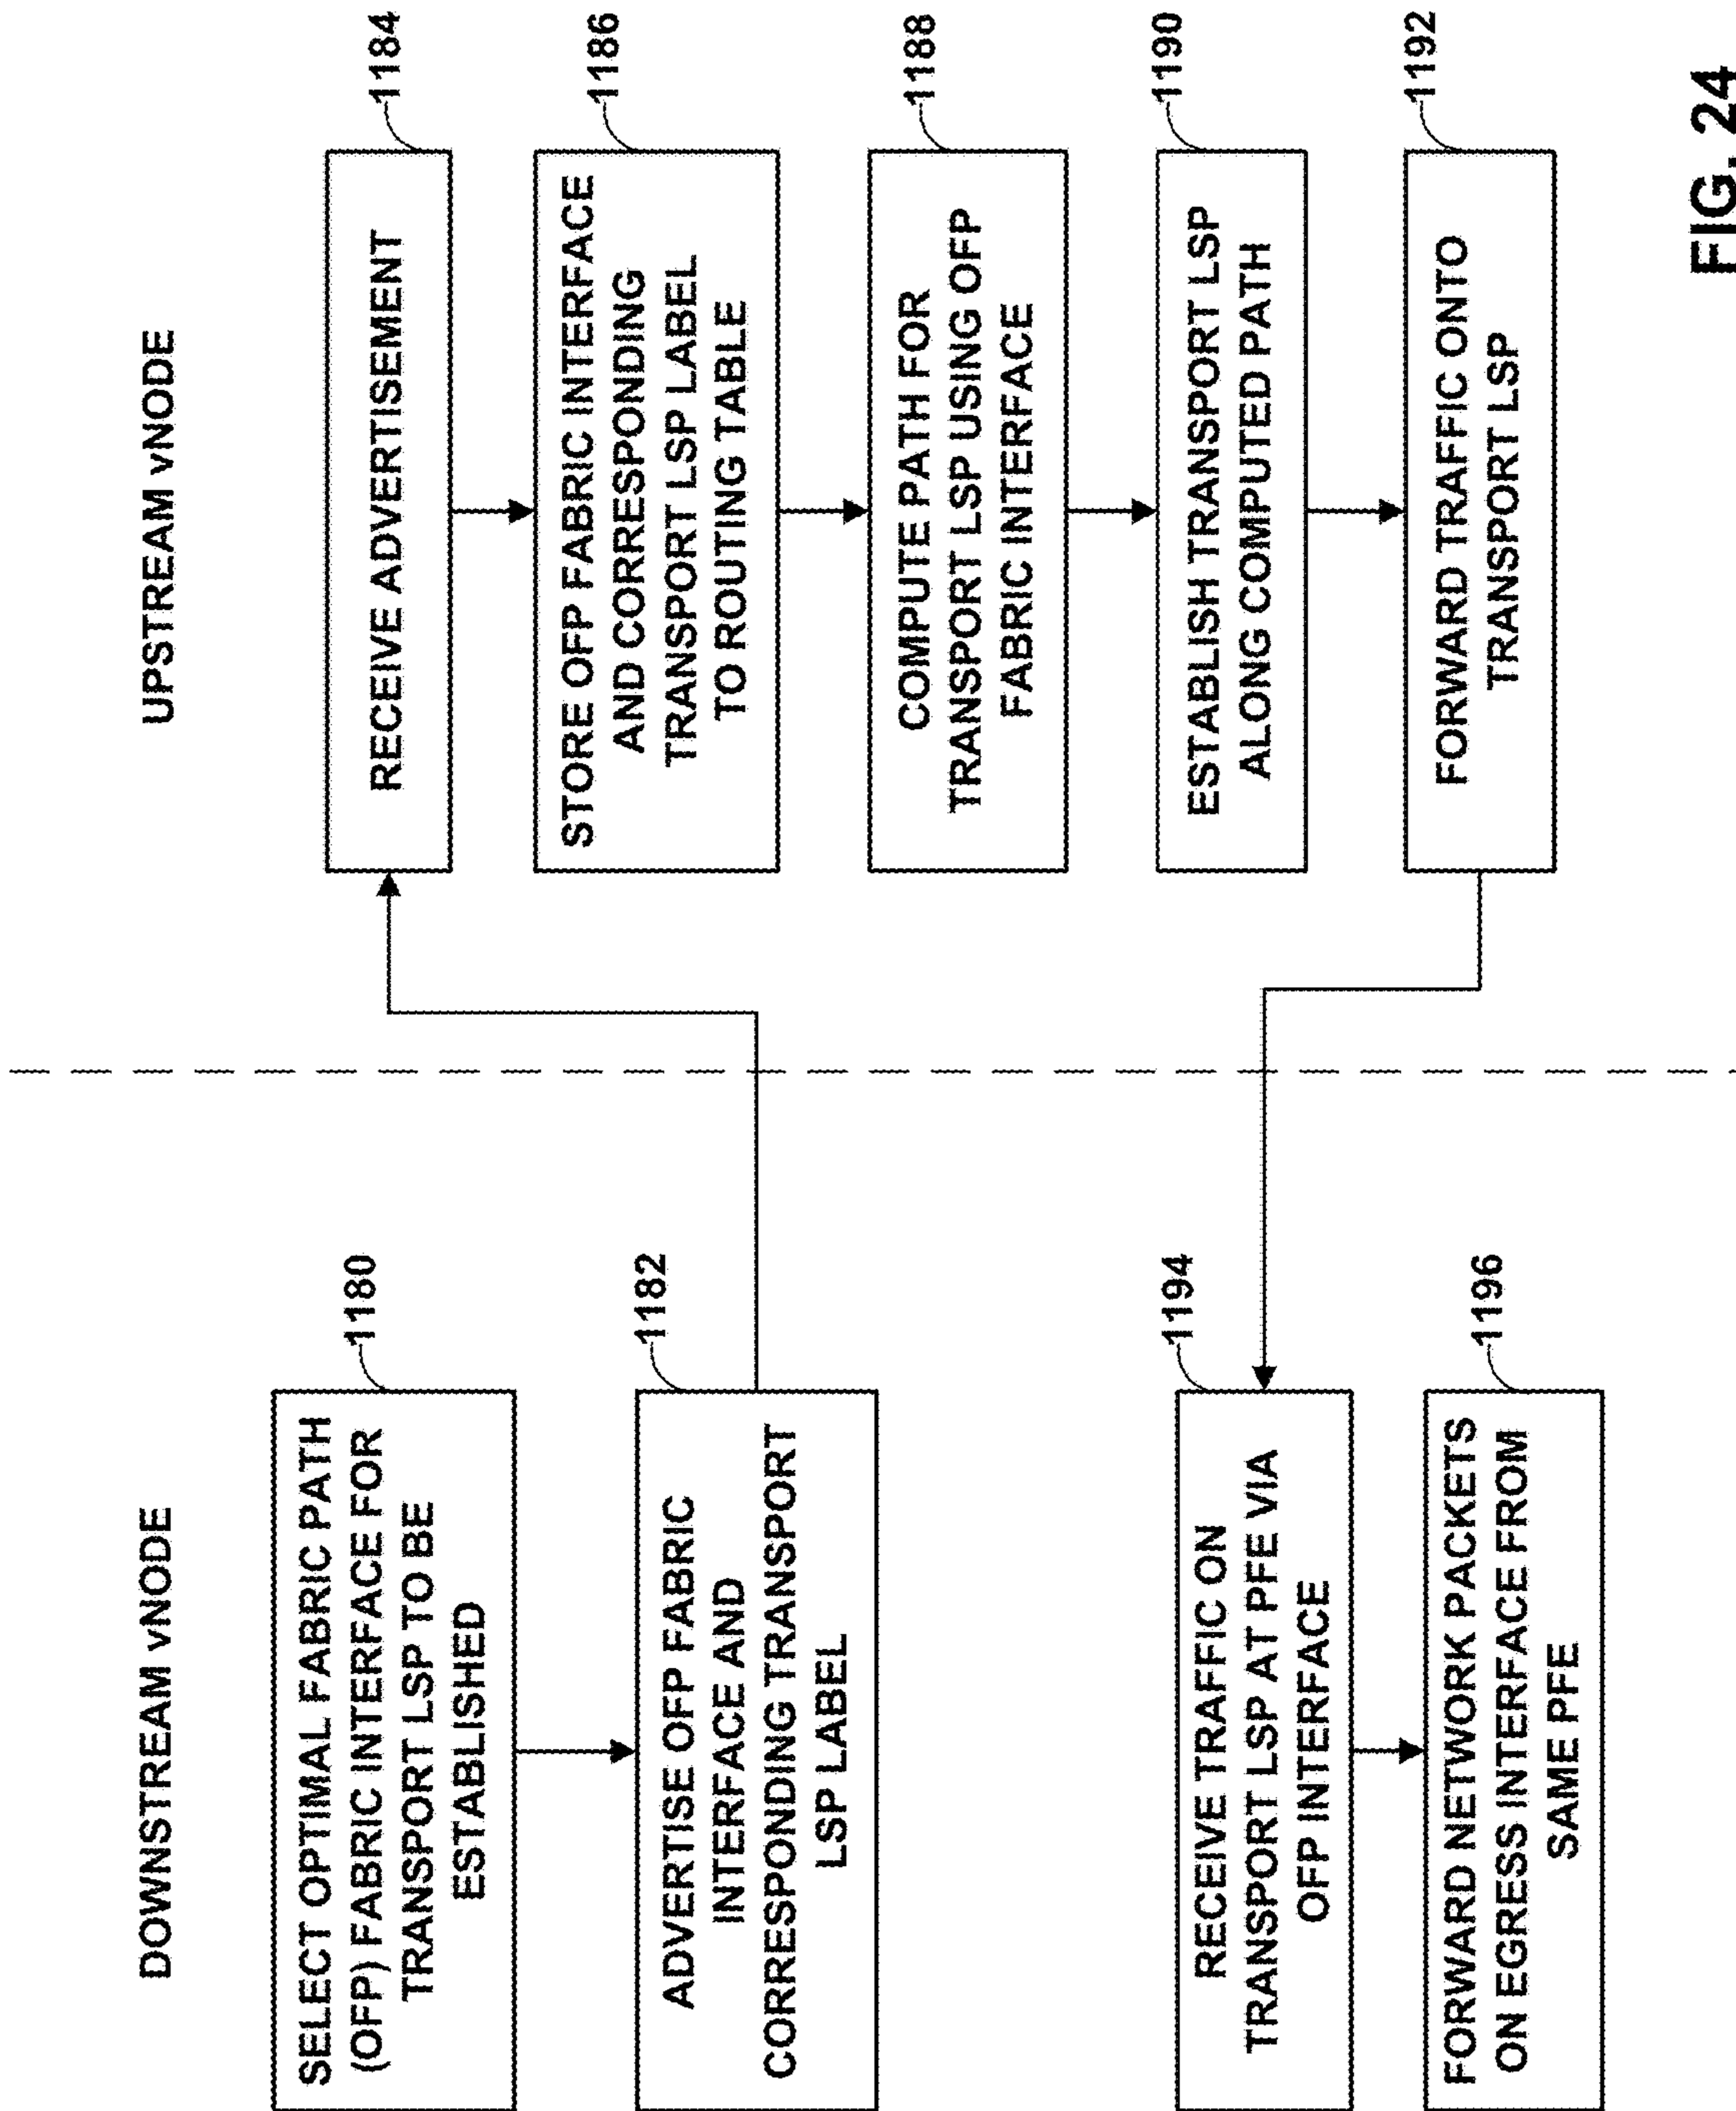 DOWNSTREAM vNODE
UPSTREAM vNODE
SELECT OPTIMAL FABRIC PATH
(OFP) FABRIC INTERFACE FOR
TRANSPORT LSP TO BE
ESTABLISHED
1180
ADVERTISE OFP FABRIC
INTERFACE AND
CORRESPONDING TRANSPORT
LSP LABEL
1182
RECEIVE ADVERTISEMENT
1184
STORE OFP FABRIC INTERFACE
AND CORRESPONDING
TRANSPORT LSP LABEL
TO ROUTING TABLE
1186
COMPUTE PATH FOR
TRANSPORT LSP USING OFP
FABRIC INTERFACE
1188
ESTABLISH TRANSPORT LSP
ALONG COMPUTED PATH
1190
FORWARD TRAFFIC ONTO
TRANSPORT LSP
1192
RECEIVE TRAFFIC ON
TRANSPORT LSP AT PFE VIA
OFP INTERFACE
1194
FORWARD NETWORK PACKETS
ON EGRESS INTERFACE FROM
SAME PFE
1196
FIG. 24